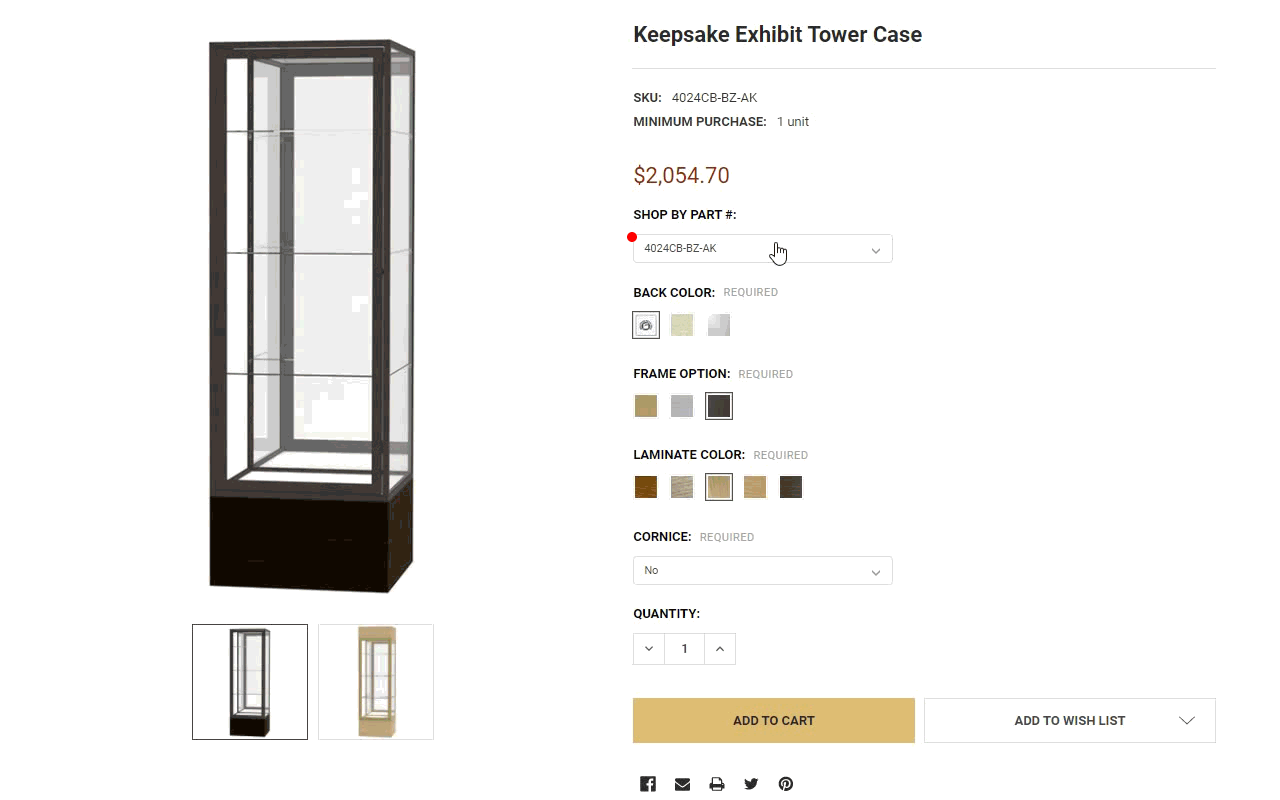 Keepsake Exhibit Tower Case
SKU: 4024CB-BZ-AK
MINIMUM PURCHASE: 1 unit
$2,054.70
SHOP BY PART #:
4024CB-BZ-AK
BACK COLOR: REQUIRED
FRAME OPTION: REQUIRED
LAMINATE COLOR: REQUIRED
CORNICE: REQUIRED
No
QUANTITY:
1
ADD TO CART
ADD TO WISH LIST